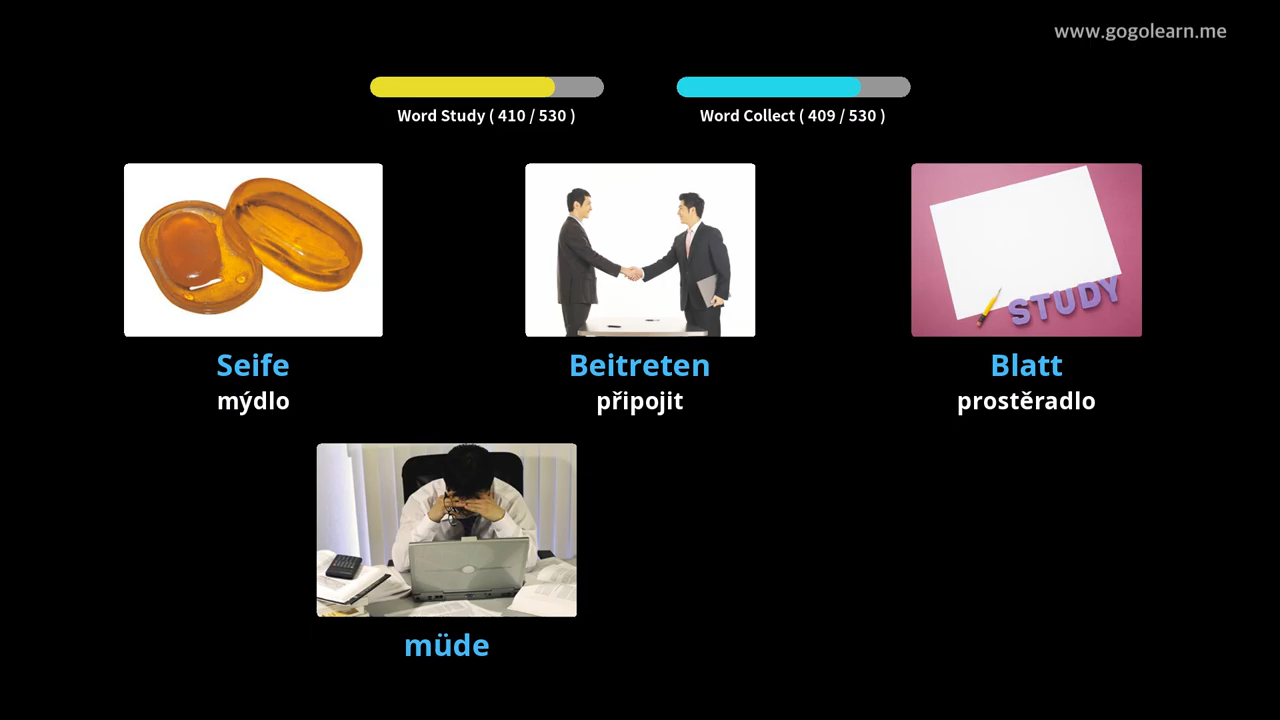 www.gogolearn.me
Word Study ( 410 / 530 )
Word Collect ( 409 / 530 )
STUDY
Seife
Beitreten
Blatt
mýdlo
připojit
prostěradlo
müde